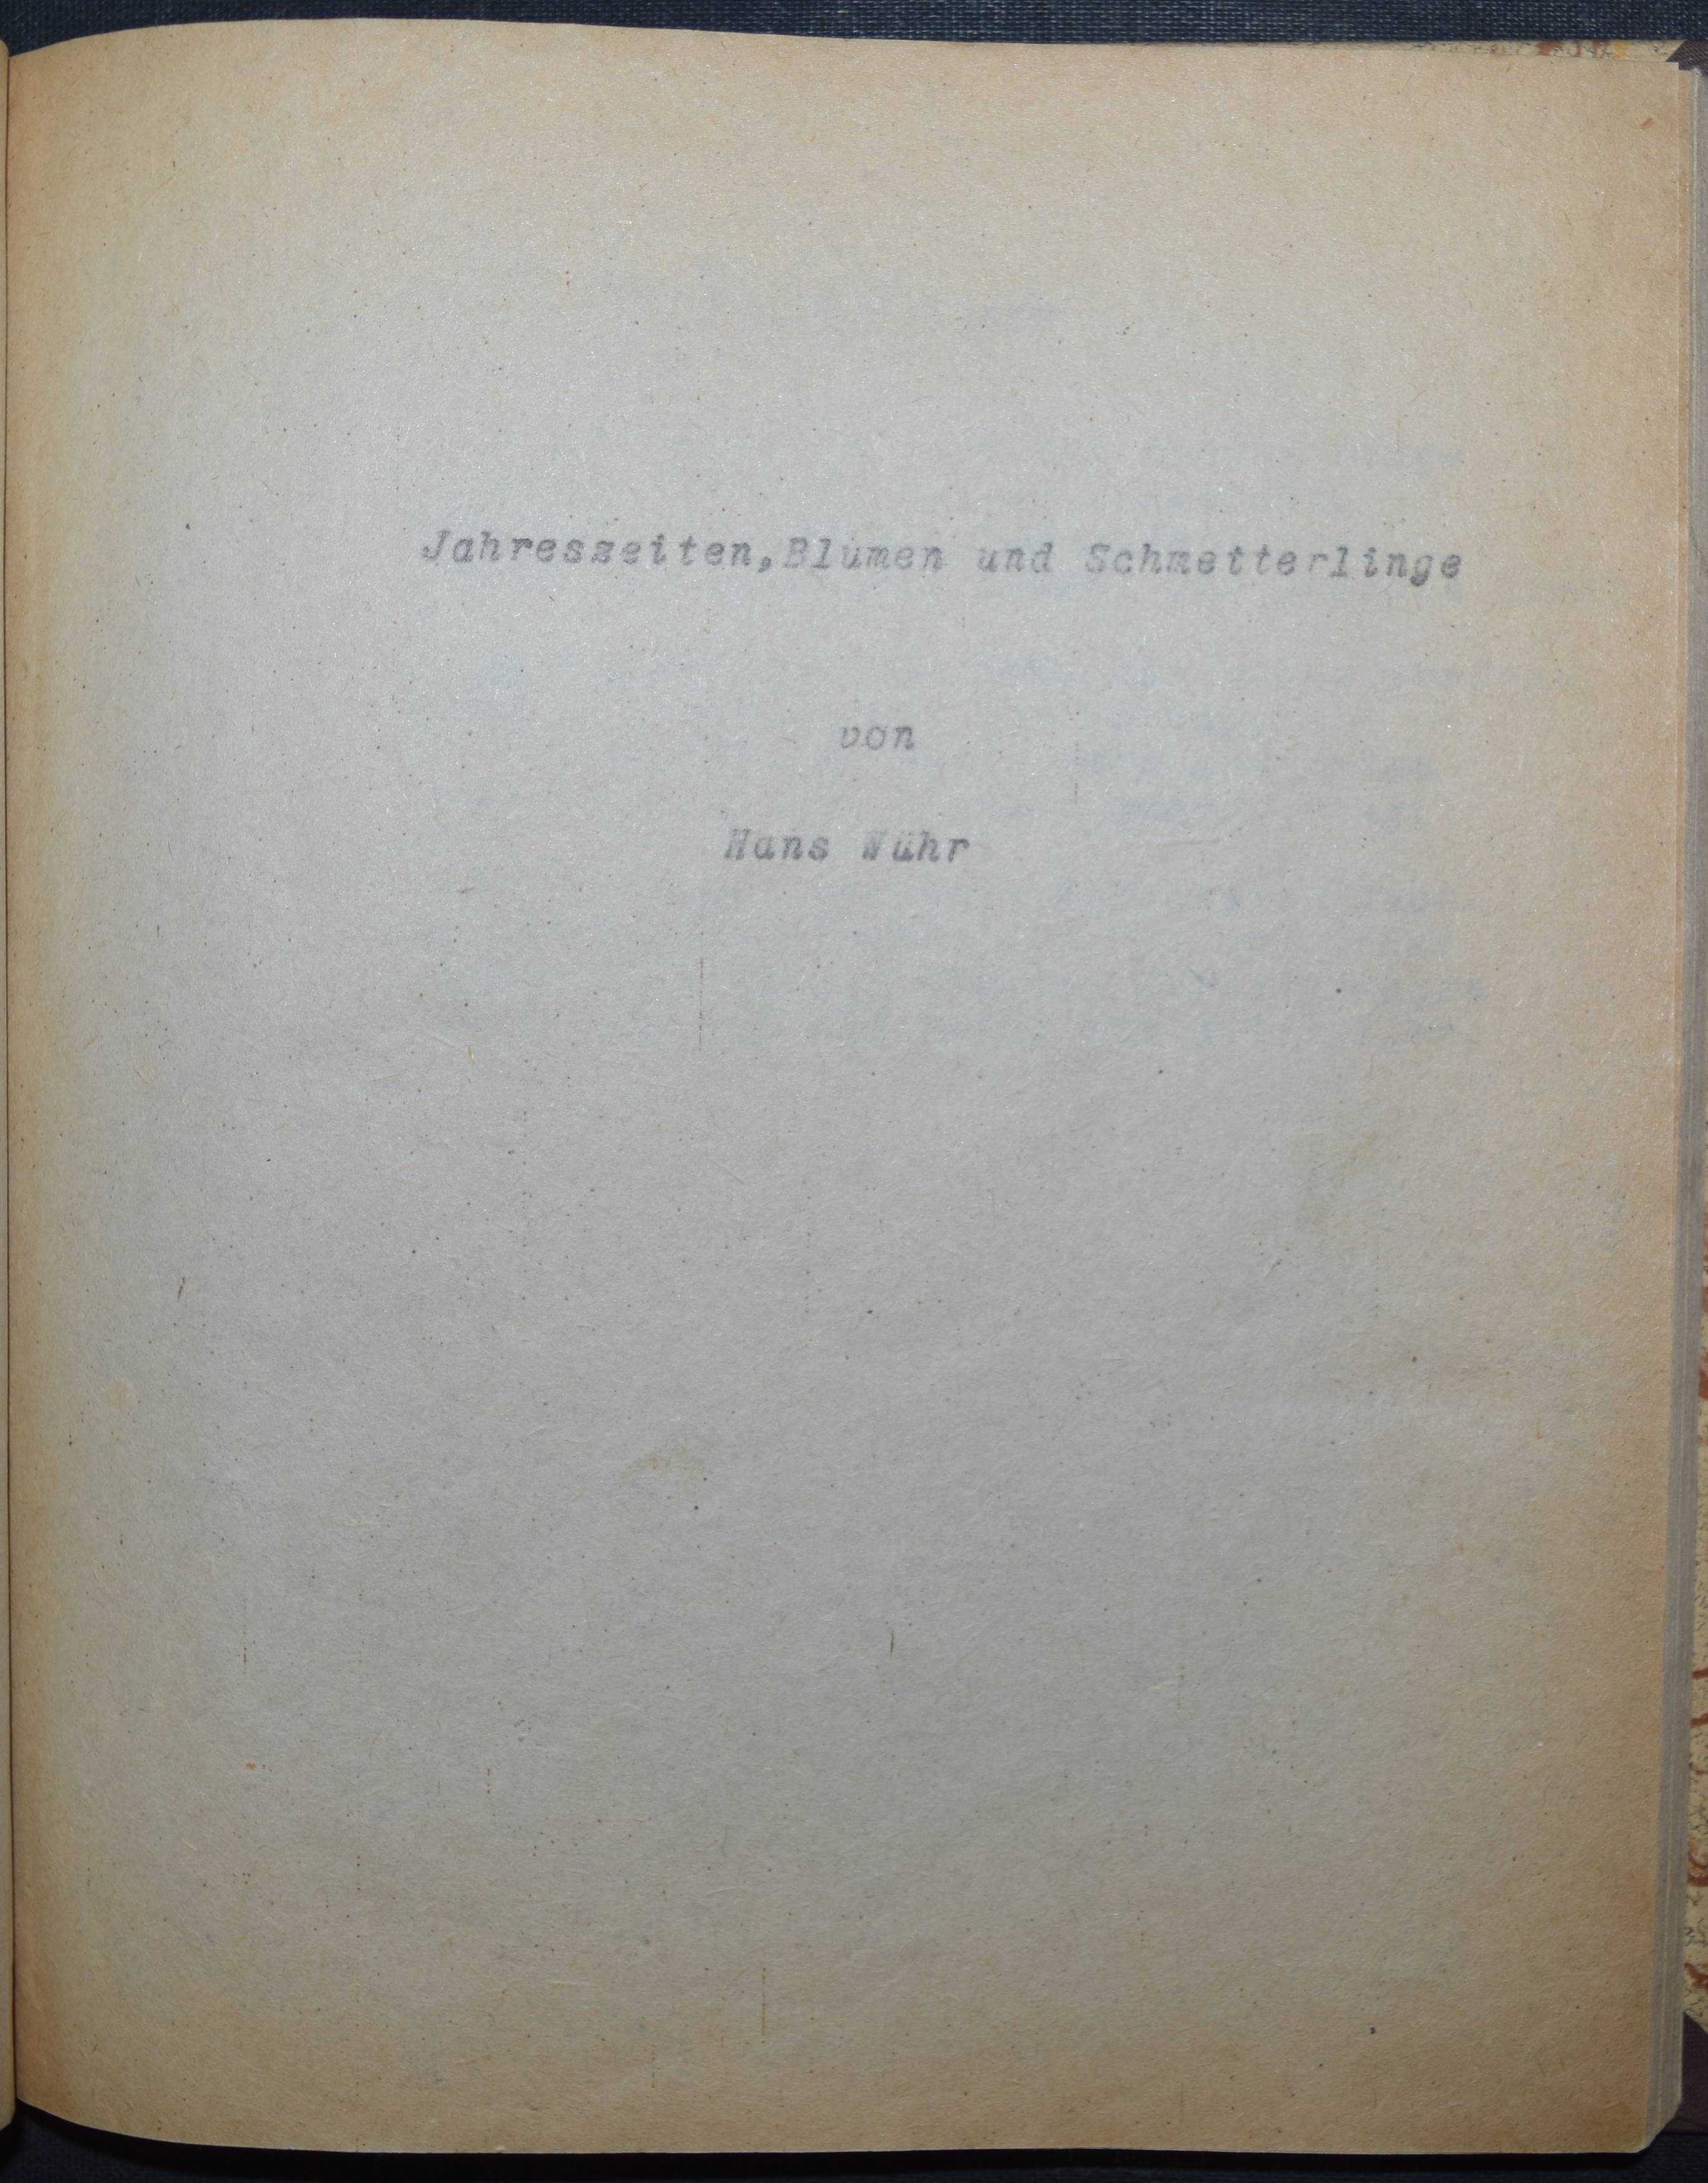 Jahreszeiten,Blumen und Schmetterlinge
von
Hans Wühr